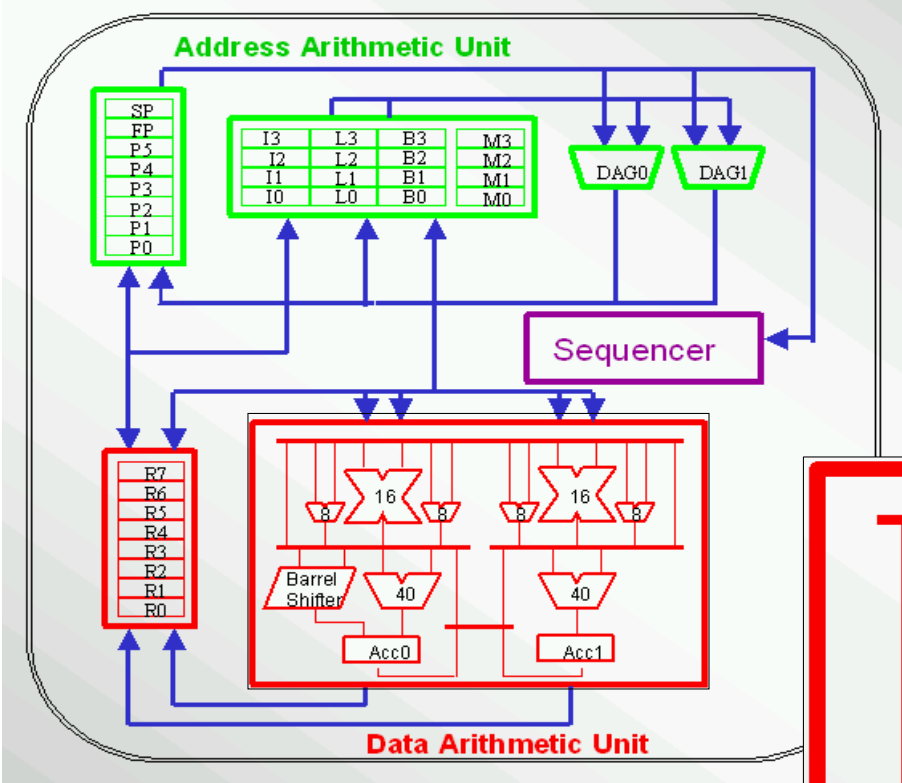 Address Arithmetic Unit
SP
FP
P5
P4
P3
P2
P1
P0
I3 L3 B3 M3
I2 L2 B2 M2
I1 L1 B1 M1
I0 L0 B0 M0
DAG0 DAG1
Sequencer
R7
R6
R5
R4
R3
R2
R1
R0
16 16
8 8 8 8
Barrel
Shifter
40 40
Acc0 Acc1
Data Arithmetic Unit